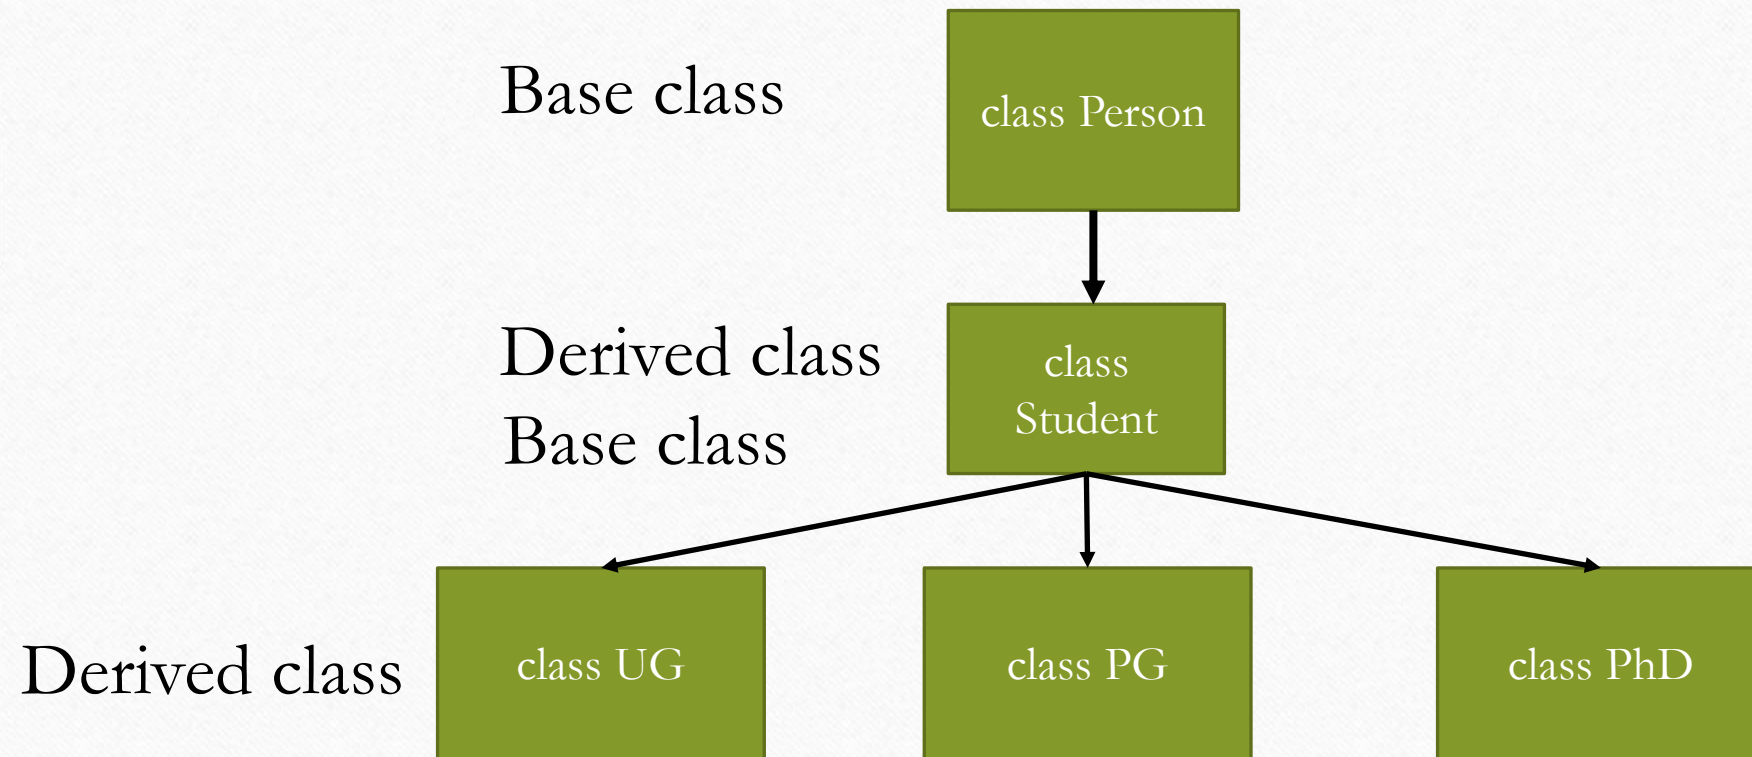 Base class
class Person
Derived class
Base class
class
Student
Derived class
class UG
class PG
class PhD